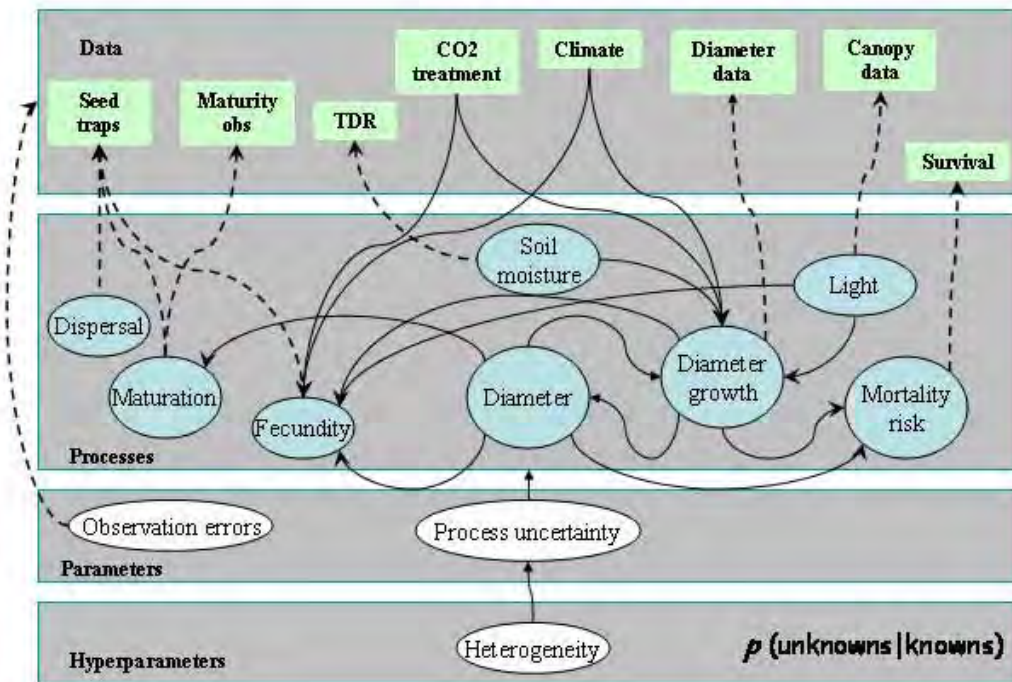 Data
CO2
treatment
Climate
Diameter
data
Canopy
data
Seed
traps
Maturity
obs
TDR
Survival
Soil
moisture
Light
Dispersal
Maturation
Fecundity
Diameter
Diameter
growth
Mortality
risk
Processes
Observation errors
Process uncertainty
Parameters
Heterogeneity
Hyperparameters
p (unknowns|knowns)